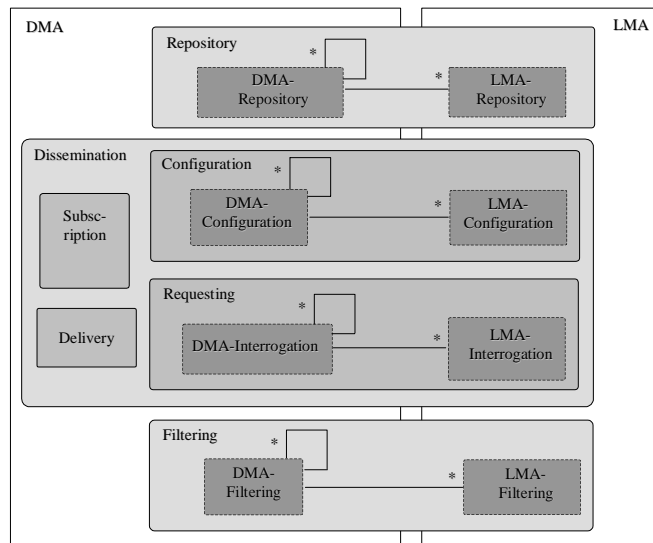 DMA
LMA
Repository
*
DMA-
Repository
*
LMA-
Repository
Dissemination
Configuration
*
DMA-
Configuration
*
LMA-
Configuration
Subsc-
ription
Requesting
*
DMA-Interrogation
*
LMA-
Interrogation
Delivery
Filtering
*
DMA-
Filtering
*
LMA-
Filtering